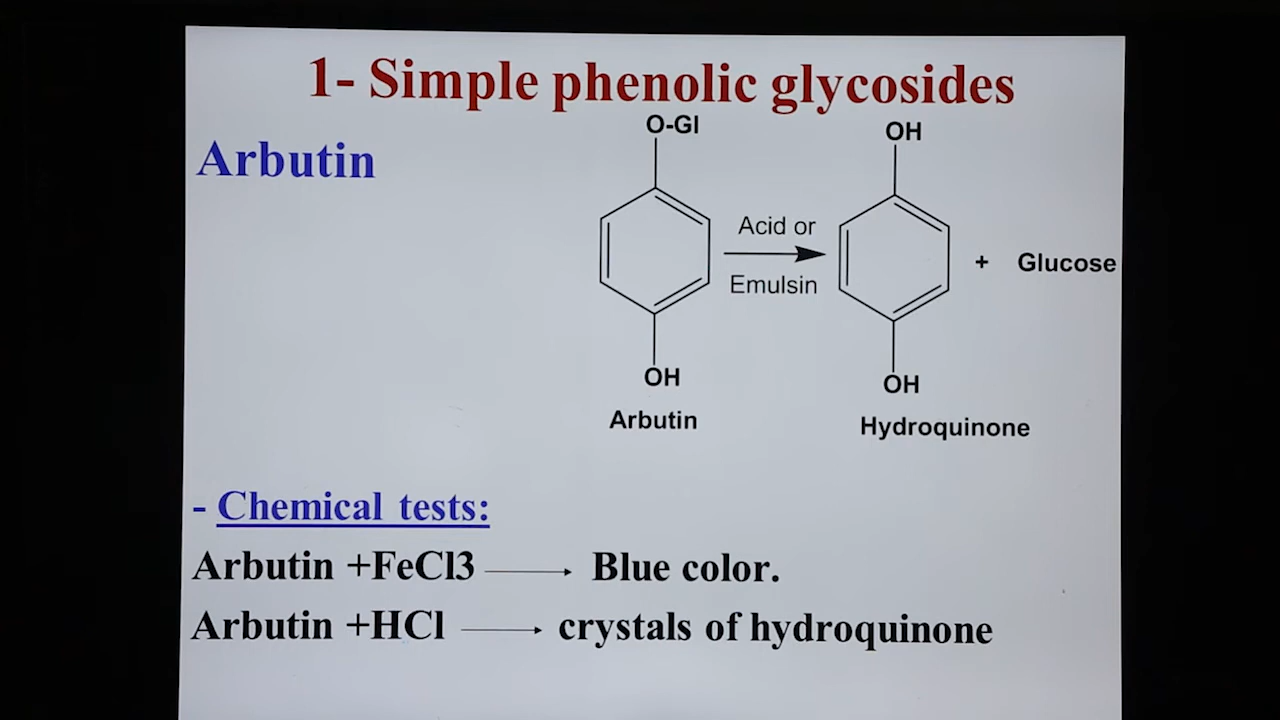 1- Simple phenolic glycosides
Arbutin
O-Gl
OH
Acid or
Emulsin
+ Glucose
OH
OH
Arbutin
Hydroquinone
- Chemical tests:
Arbutin +FeCl3 → Blue color.
Arbutin +HCl → crystals of hydroquinone